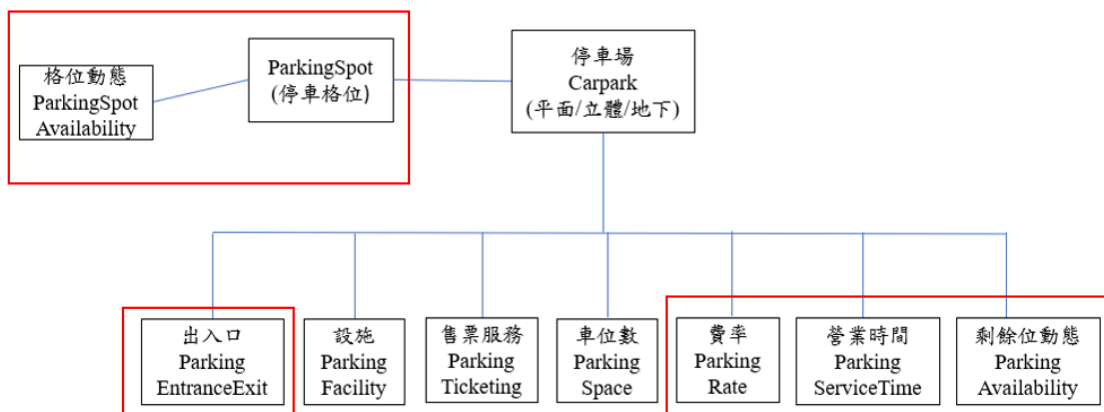 格位動態
ParkingSpot
Availability
ParkingSpot
(停車格位)
停車場
Carpark
(平面/立體/地下)
出入口
Parking
EntranceExit
設施
Parking
Facility
售票服務
Parking
Ticketing
車位數
Parking
Space
費率
Parking
Rate
營業時間
Parking
ServiceTime
剩餘位動態
Parking
Availability